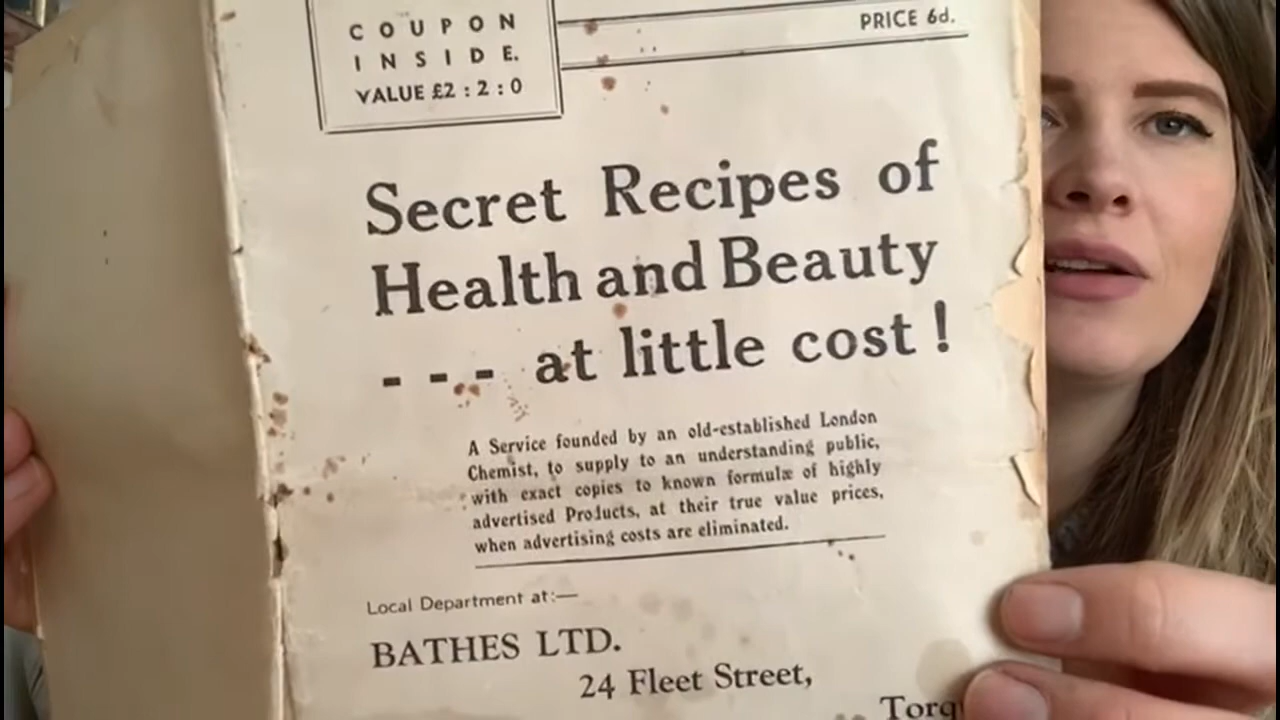 COUPON
INSIDE.
VALUE £2 : 2 : 0
PRICE 6d.
Secret Recipes of
Health and Beauty
- - - at little cost !
A Service founded by an old-established London
Chemist, to supply to an understanding public,
with exact copies to known formulæ of highly
advertised Products, at their true value prices,
when advertising costs are eliminated.
Local Department at:—
BATHES LTD.
24 Fleet Street,
Torq